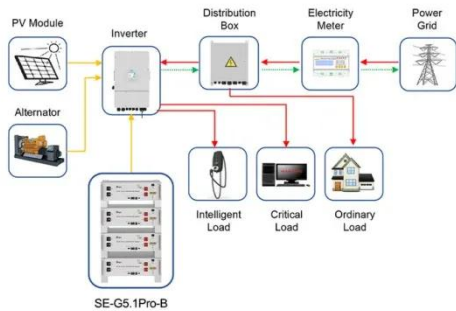 PV Module
Inverter
Distribution
Box
Electricity
Meter
Power
Grid
Alternator
Intelligent
Load
Critical
Load
Ordinary
Load
SE-G5.1Pro-B